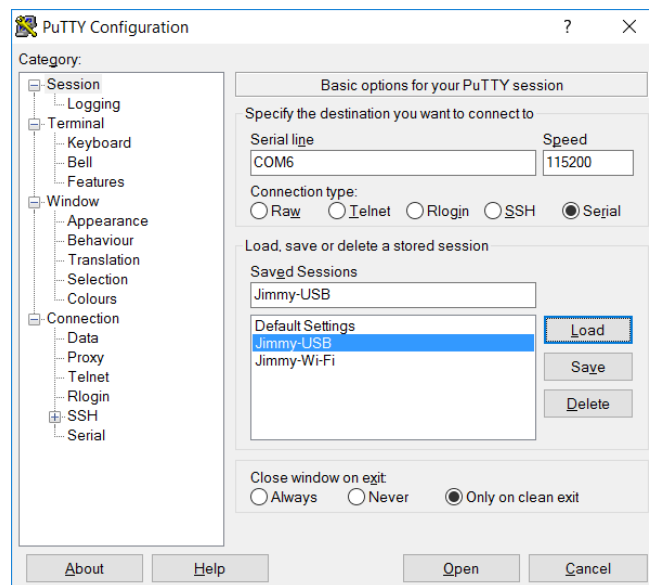 PuTTY Configuration
?
Category:
Session
Logging
Terminal
Keyboard
Bell
Features
Window
Appearance
Behaviour
Translation
Selection
Colours
Connection
Data
Proxy
Telnet
Rlogin
SSH
Serial
Basic options for your PuTTY session
Specify the destination you want to connect to
Serial line Speed
COM6 115200
Connection type:
Raw Telnet Rlogin SSH Serial
Load, save or delete a stored session
Saved Sessions
Jimmy-USB
Default Settings
Jimmy-USB
Jimmy-Wi-Fi
Load
Save
Delete
Close window on exit:
Always Never Only on clean exit
About Help Open Cancel